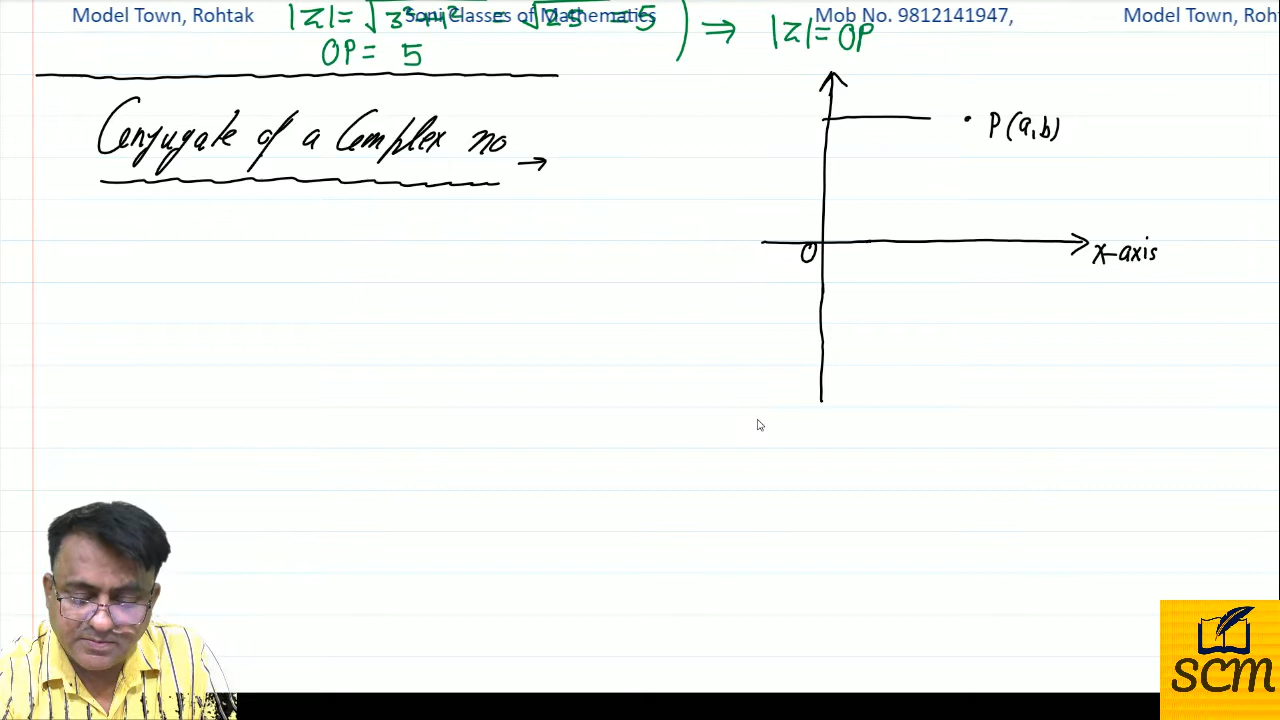 Model Town, Rohtak Soni Classes of Mathematics Mob No. 9812141947, Model Town, Roh
|Z| = √3²+4² = √25 = 5 ) ⇒ |Z| = OP
OP = 5
Conjugate of a Complex no →
P(a,b)
O
x-axis
SCM